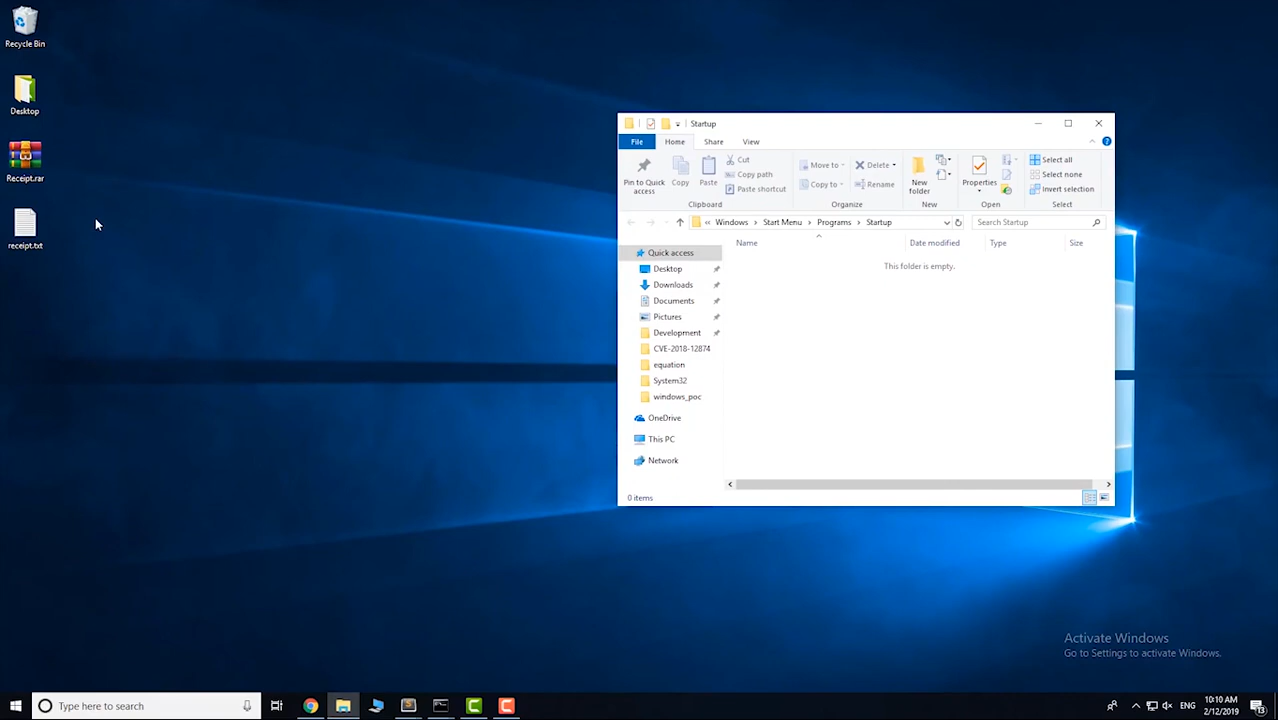 Recycle Bin
Desktop
Receipt.rar
receipt.txt
Startup
File
Home
Share
View
Pin to Quick
access
Copy
Paste
Cut
Copy path
Paste shortcut
Clipboard
Move to
Copy to
Delete
Rename
Organize
New
folder
New
Properties
Open
Select all
Select none
Invert selection
Select
Windows
Start Menu
Programs
Startup
Search Startup
Name
Date modified
Type
Size
This folder is empty.
Quick access
Desktop
Downloads
Documents
Pictures
Development
CVE-2018-12874
equation
System32
windows_poc
OneDrive
This PC
Network
0 items
Activate Windows
Go to Settings to activate Windows.
Type here to search
ENG
10:10 AM
2/12/2019
13